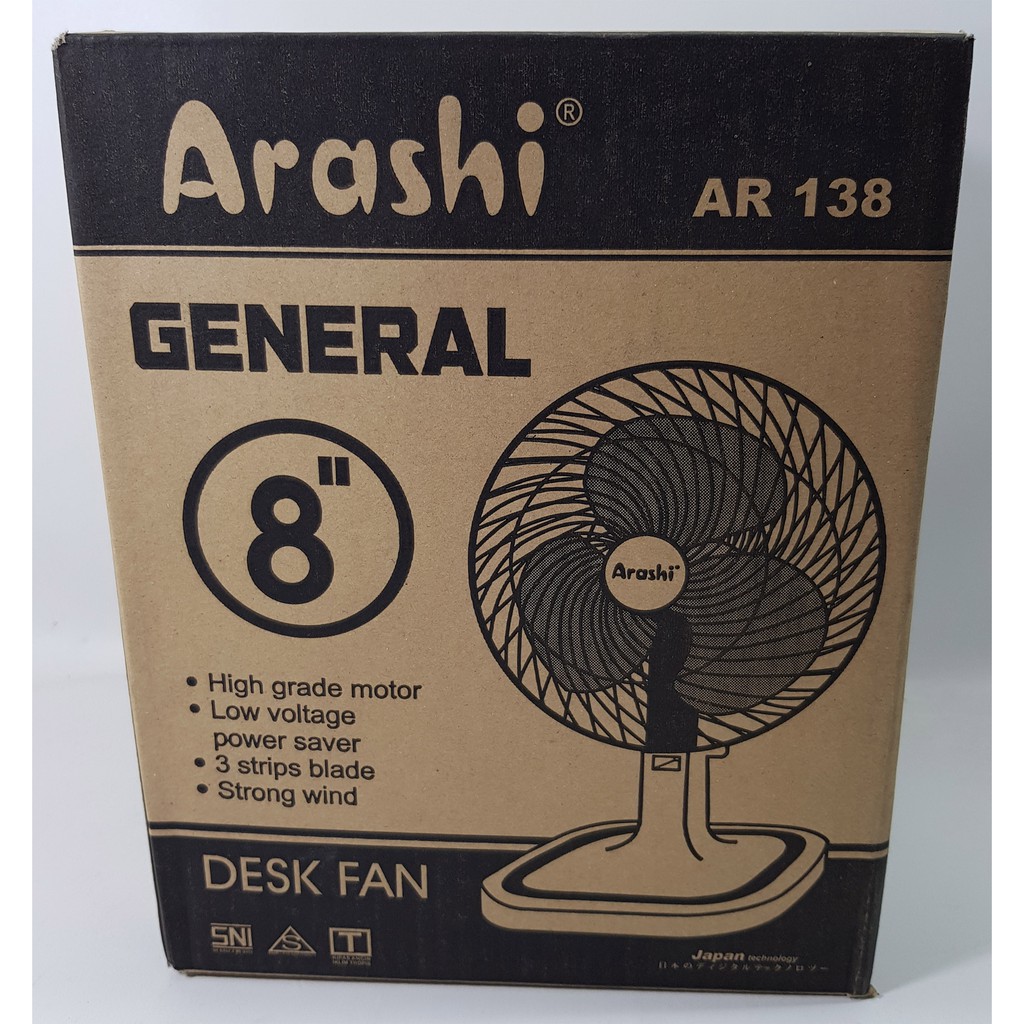 Arashi®
AR 138
GENERAL
8"
Arashi
• High grade motor
• Low voltage
power saver
• 3 strips blade
• Strong wind
DESK FAN
SNI
S
T
Japan technology